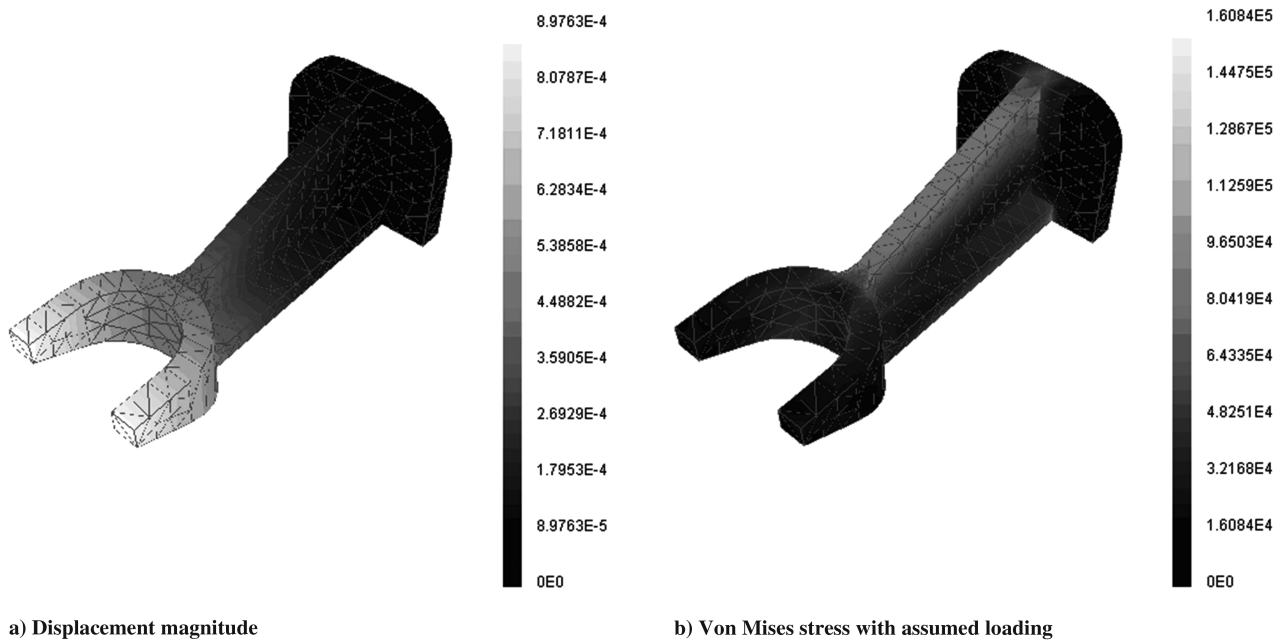 8.9763E-4
8.0787E-4
7.1811E-4
6.2834E-4
5.3858E-4
4.4882E-4
3.5905E-4
2.6929E-4
1.7953E-4
8.9763E-5
0E0
a) Displacement magnitude
1.6084E5
1.4475E5
1.2867E5
1.1259E5
9.6503E4
8.0419E4
6.4335E4
4.8251E4
3.2168E4
1.6084E4
0E0
b) Von Mises stress with assumed loading